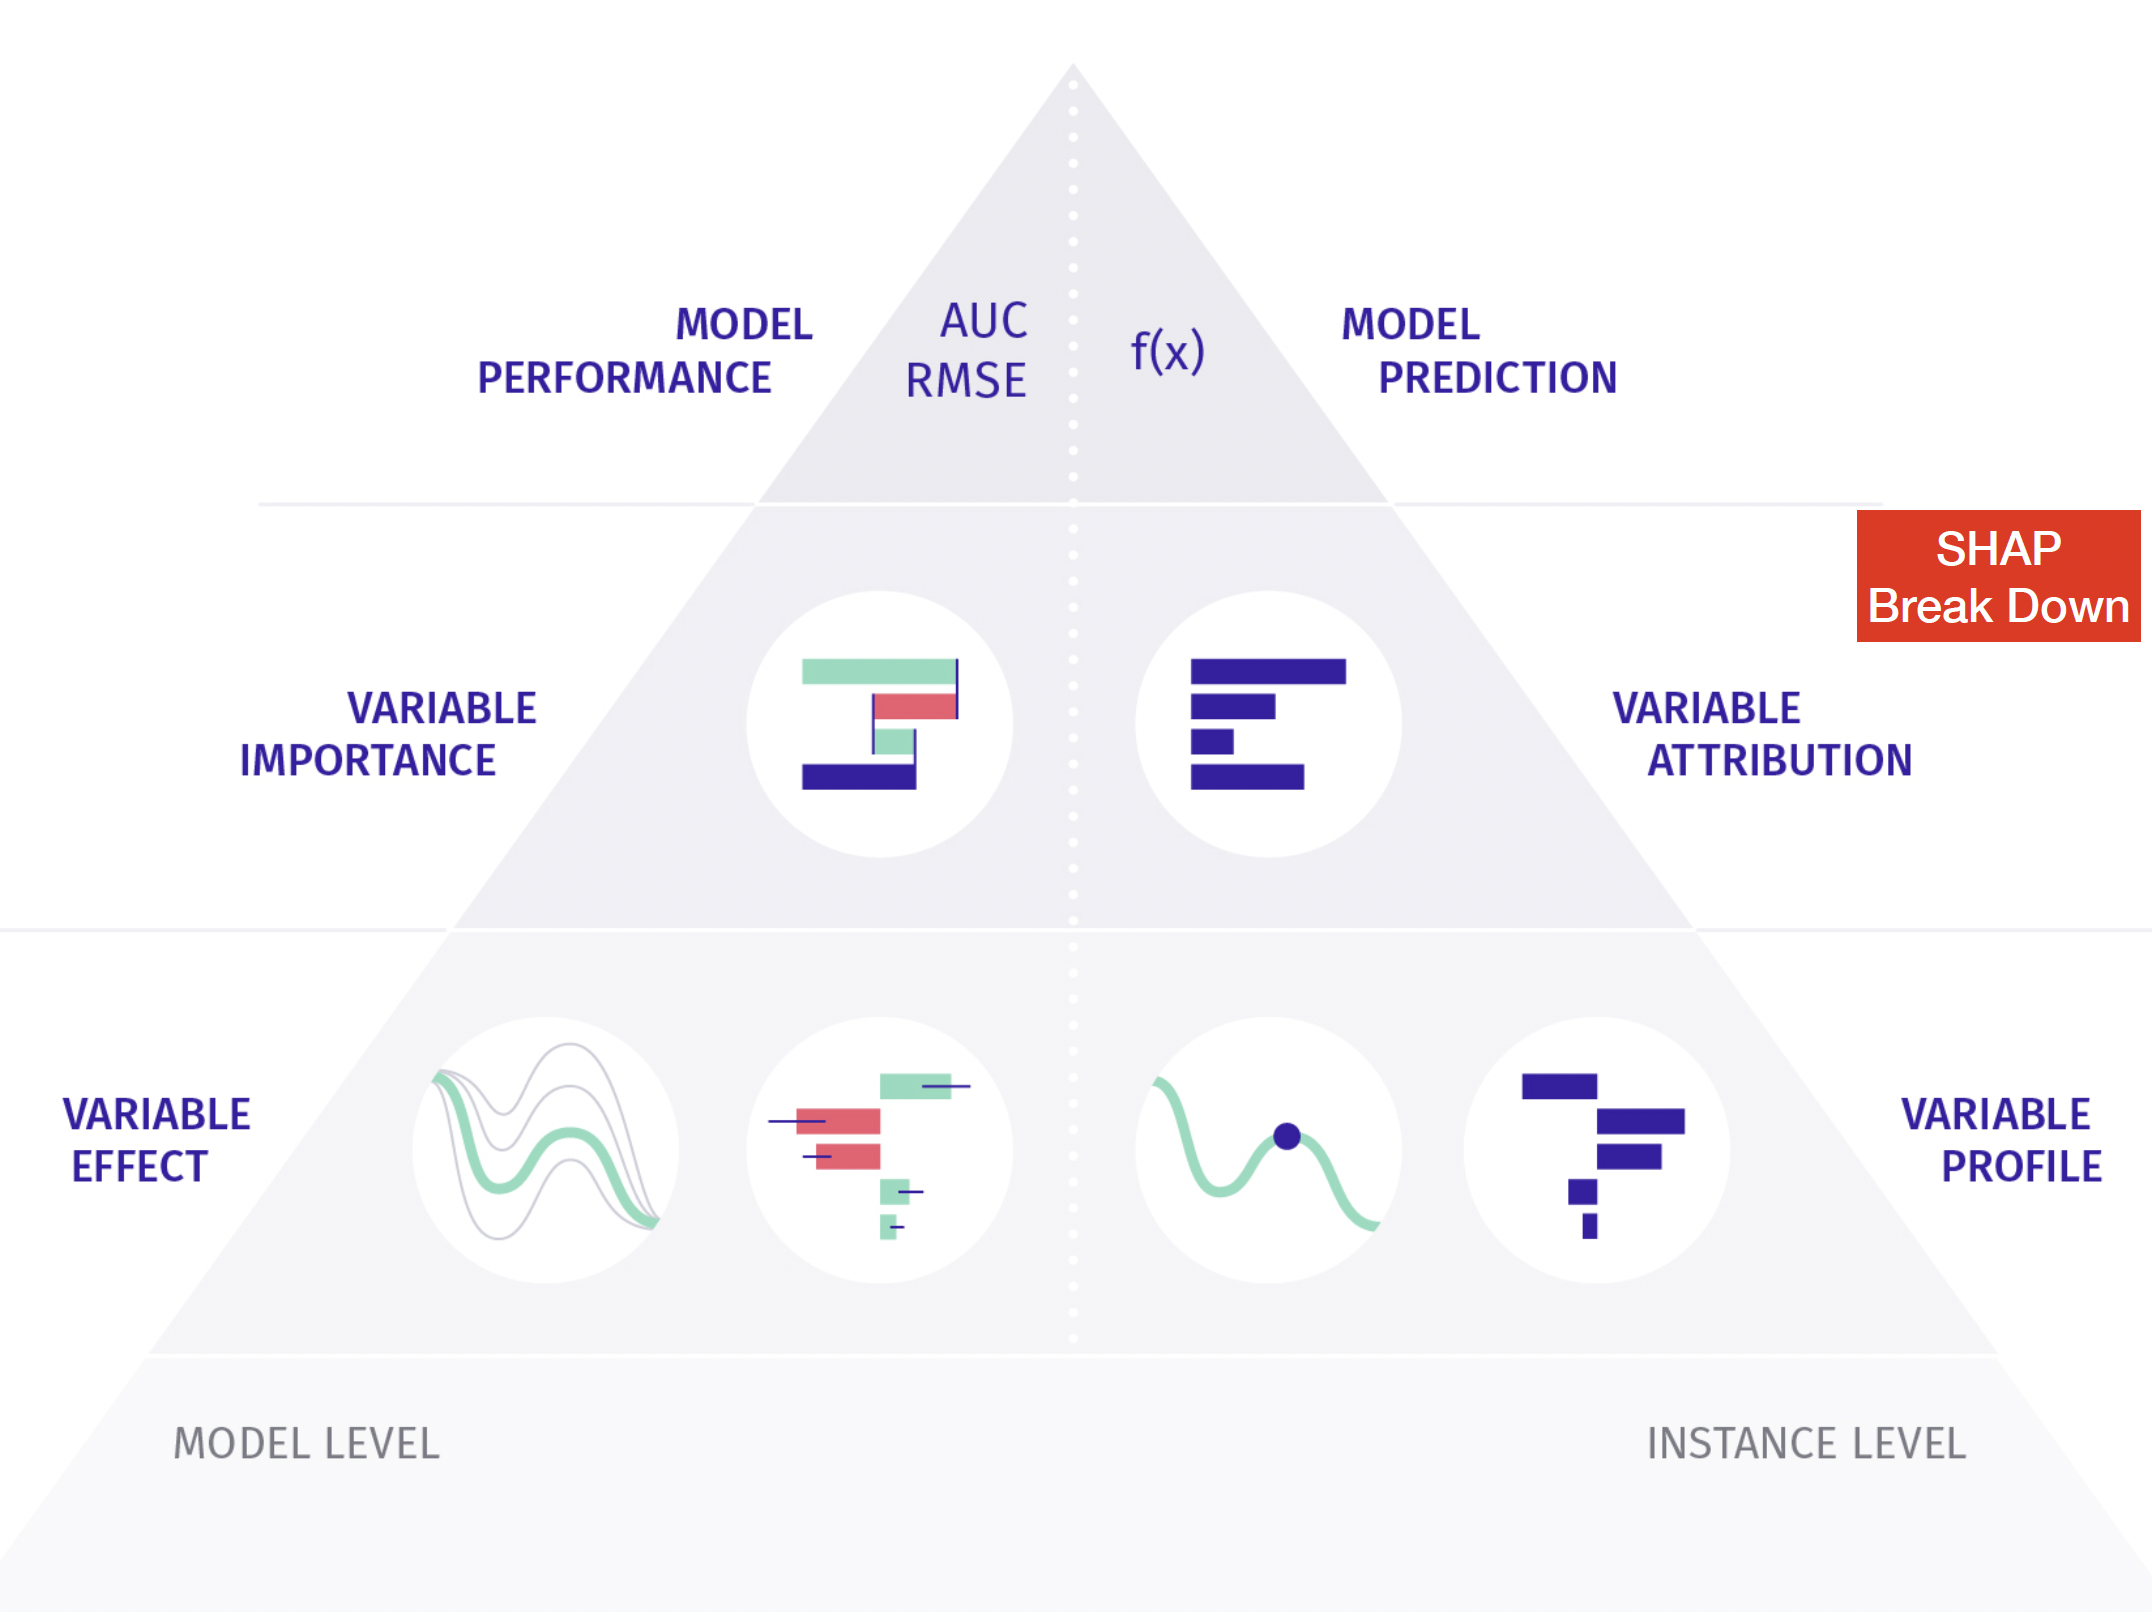 MODEL
PERFORMANCE
AUC
RMSE
f(x)
MODEL
PREDICTION
SHAP
Break Down
VARIABLE
IMPORTANCE
VARIABLE
ATTRIBUTION
VARIABLE
EFFECT
VARIABLE
PROFILE
MODEL LEVEL
INSTANCE LEVEL